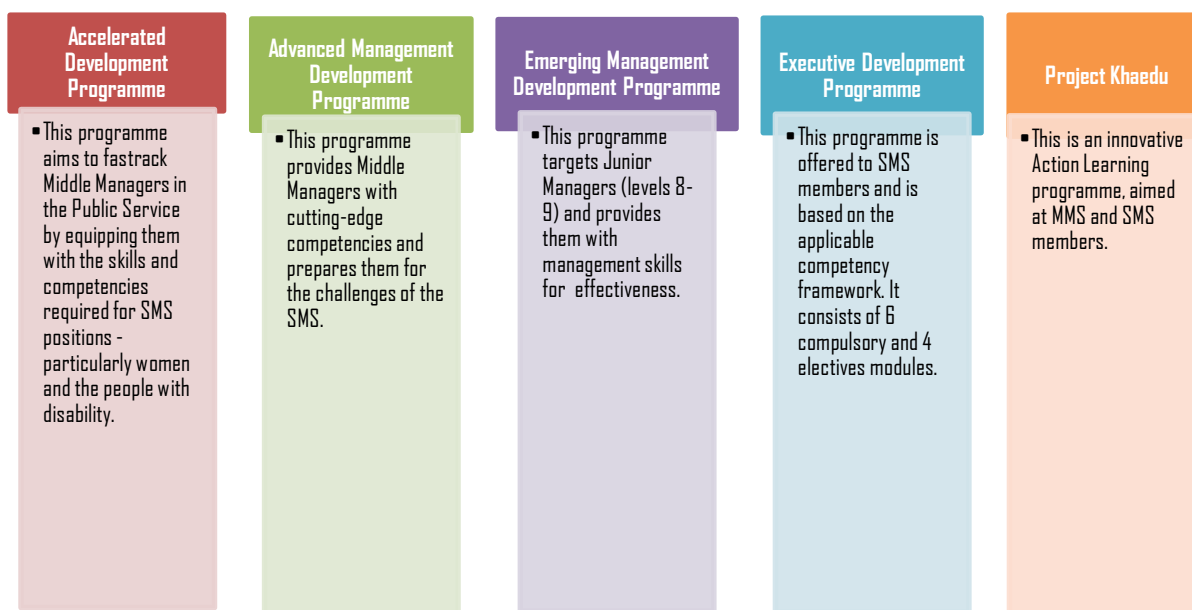 Accelerated
Development
Programme
▪ This programme
aims to fastrack
Middle Managers in
the Public Service
by equipping them
with the skills and
competencies
required for SMS
positions -
particularly women
and the people with
disability.
Advanced Management
Development
Programme
▪ This programme
provides Middle
Managers with
cutting-edge
competencies and
prepares them for
the challenges of the
SMS.
Emerging Management
Development Programme
▪ This programme
targets Junior
Managers (levels 8-
9) and provides
them with
management skills
for effectiveness.
Executive Development
Programme
▪ This programme is
offered to SMS
members and is
based on the
applicable
competency
framework. It
consists of 6
compulsory and 4
electives modules.
Project Khaedu
▪ This is an innovative
Action Learning
programme, aimed
at MMS and SMS
members.